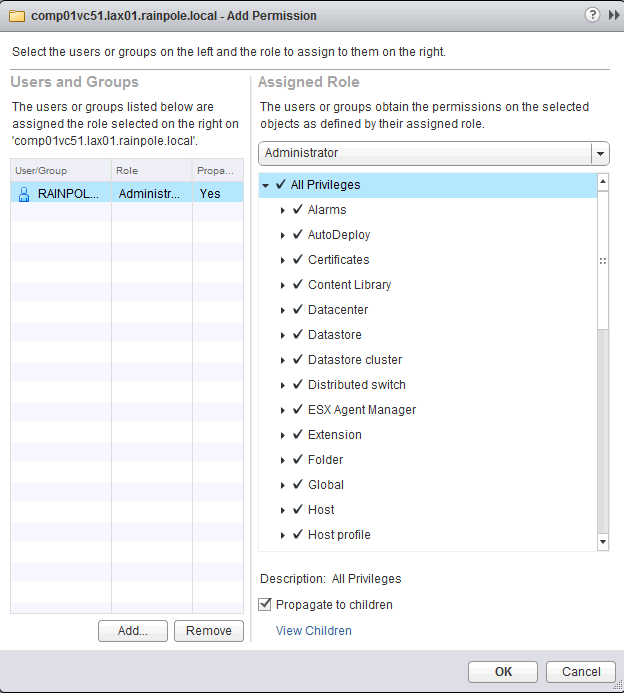 comp01vc51.lax01.rainpole.local - Add Permission
?
Select the users or groups on the left and the role to assign to them on the right.
Users and Groups
The users or groups listed below are
assigned the role selected on the right on
'comp01vc51.lax01.rainpole.local'.
User/Group Role Propa...
RAINPOL... Administr... Yes
Add... Remove
Assigned Role
The users or groups obtain the permissions on the selected
objects as defined by their assigned role.
Administrator
All Privileges
Alarms
AutoDeploy
Certificates
Content Library
Datacenter
Datastore
Datastore cluster
Distributed switch
ESX Agent Manager
Extension
Folder
Global
Host
Host profile
Description: All Privileges
Propagate to children
View Children
OK Cancel